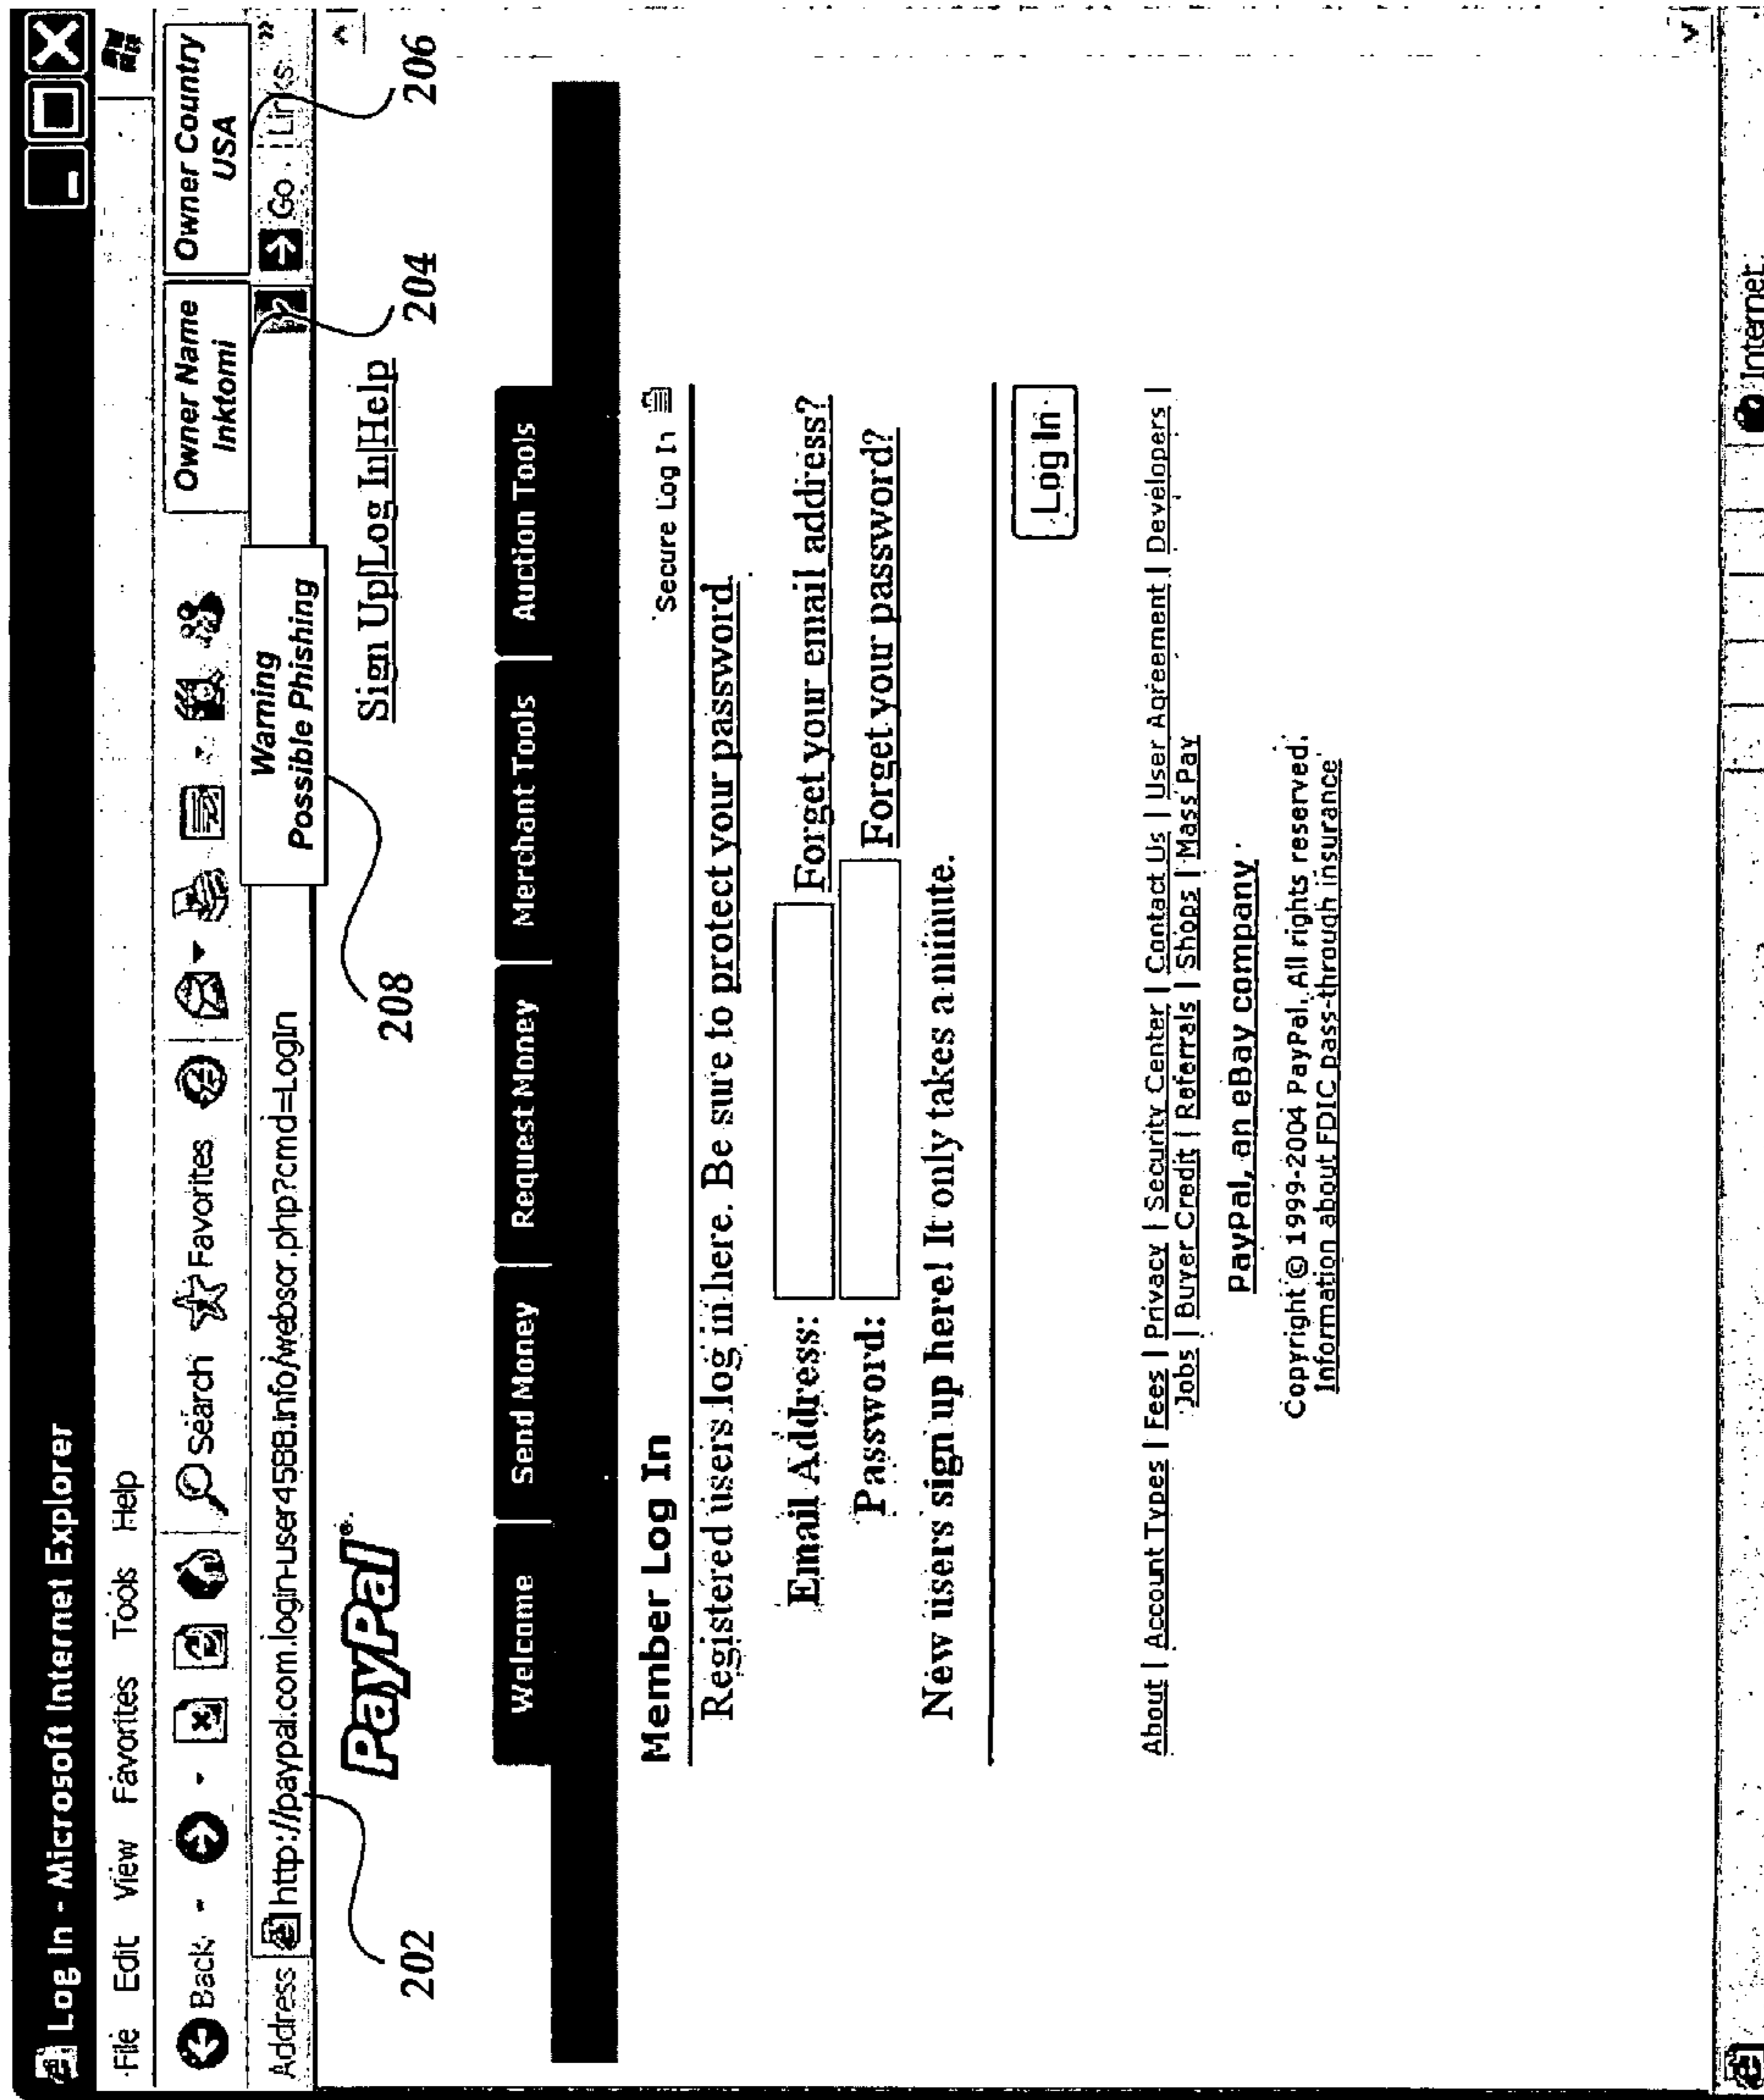 Log In - Microsoft Internet Explorer
File Edit View Favorites Tools Help
Back Search Favorites
Owner Name
Inktomi
Owner Country
USA
Address http://paypal.com.login-user4588.info/webscr.php?cmd=LogIn
Go Links »
Warning
Possible Phishing
202
208
204
206
PayPal®
Sign Up|Log In|Help
Welcome Send Money Request Money Merchant Tools Auction Tools
Member Log In
Secure Log In
Registered users log in here. Be sure to protect your password.
Email Address: Forget your email address?
Password: Forget your password?
New users sign up here! It only takes a minute.
Log In
About | Account Types | Fees | Privacy | Security Center | Contact Us | User Agreement | Developers |
Jobs | Buyer Credit | Referrals | Shops | Mass Pay
PayPal, an eBay company
Copyright © 1999-2004 PayPal. All rights reserved.
Information about FDIC pass-through insurance
Internet